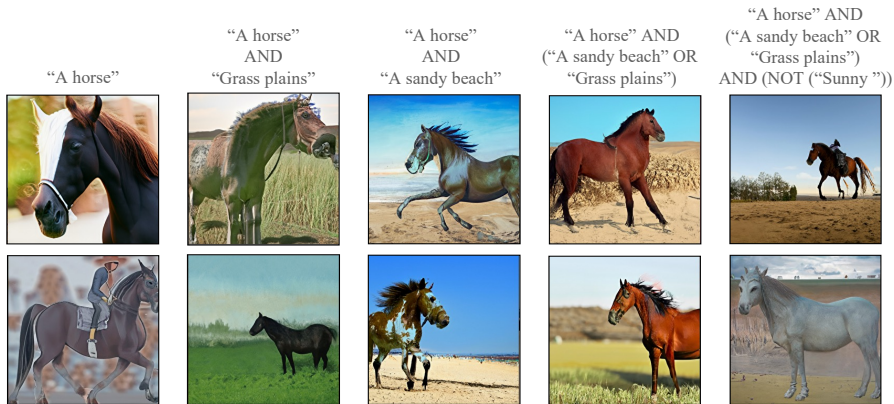 “A horse”
“A horse”
AND
“Grass plains”
“A horse”
AND
“A sandy beach”
“A horse” AND
(“A sandy beach” OR
“Grass plains”)
“A horse” AND
(“A sandy beach” OR
“Grass plains”)
AND (NOT (“Sunny ”))